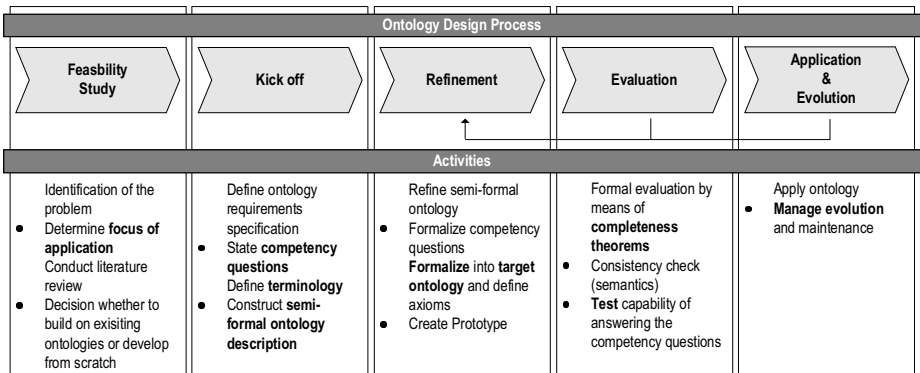 Ontology Design Process
Feasbility
Study
Kick off
Refinement
Evaluation
Application
&
Evolution
Activities
Identification of the
problem
• Determine focus of
application
Conduct literature
review
• Decision whether to
build on exisiting
ontologies or develop
from scratch
Define ontology
requirements
specification
• State competency
questions
Define terminology
• Construct semi-
formal ontology
description
Refine semi-formal
ontology
• Formalize competency
questions
Formalize into target
ontology and define
axioms
• Create Prototype
Formal evaluation by
means of
completeness
theorems
• Consistency check
(semantics)
• Test capability of
answering the
competency questions
Apply ontology
• Manage evolution
and maintenance